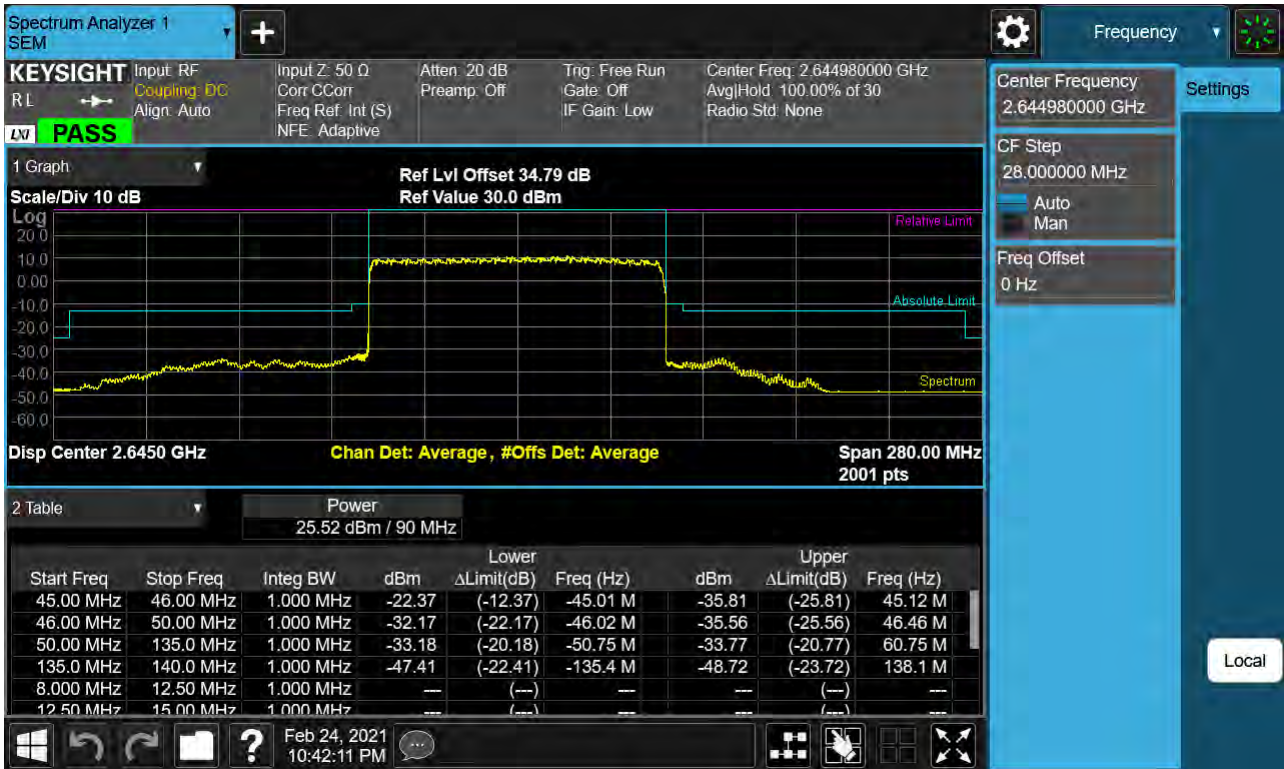 Spectrum Analyzer 1
SEM
Frequency
KEYSIGHT
R L
LXI
PASS
Input: RF
Coupling: DC
Align: Auto
Input Z: 50 Ω
Corr CCorr
Freq Ref: Int (S)
NFE: Adaptive
Atten: 20 dB
Preamp: Off
Trig: Free Run
Gate: Off
IF Gain: Low
Center Freq: 2.644980000 GHz
Avg|Hold: 100.00% of 30
Radio Std: None
Center Frequency
2.644980000 GHz
Settings
CF Step
28.000000 MHz
Auto
Man
Freq Offset
0 Hz
Local
1 Graph
Scale/Div 10 dB
Ref Lvl Offset 34.79 dB
Ref Value 30.0 dBm
Log
20.0
10.0
0.00
-10.0
-20.0
-30.0
-40.0
-50.0
-60.0
Relative Limit
Absolute Limit
Spectrum
Disp Center 2.6450 GHz
Chan Det: Average, #Offs Det: Average
Span 280.00 MHz
2001 pts
2 Table
Power
25.52 dBm / 90 MHz
Lower Upper
Start Freq Stop Freq Integ BW dBm ΔLimit(dB) Freq (Hz) dBm ΔLimit(dB) Freq (Hz)
45.00 MHz 46.00 MHz 1.000 MHz -22.37 (-12.37) -45.01 M -35.81 (-25.81) 45.12 M
46.00 MHz 50.00 MHz 1.000 MHz -32.17 (-22.17) -46.02 M -35.56 (-25.56) 46.46 M
50.00 MHz 135.0 MHz 1.000 MHz -33.18 (-20.18) -50.75 M -33.77 (-20.77) 60.75 M
135.0 MHz 140.0 MHz 1.000 MHz -47.41 (-22.41) -135.4 M -48.72 (-23.72) 138.1 M
8.000 MHz 12.50 MHz 1.000 MHz --- (---) --- --- (---) ---
12.50 MHz 15.00 MHz 1.000 MHz --- (---) --- --- (---) ---
Feb 24, 2021
10:42:11 PM